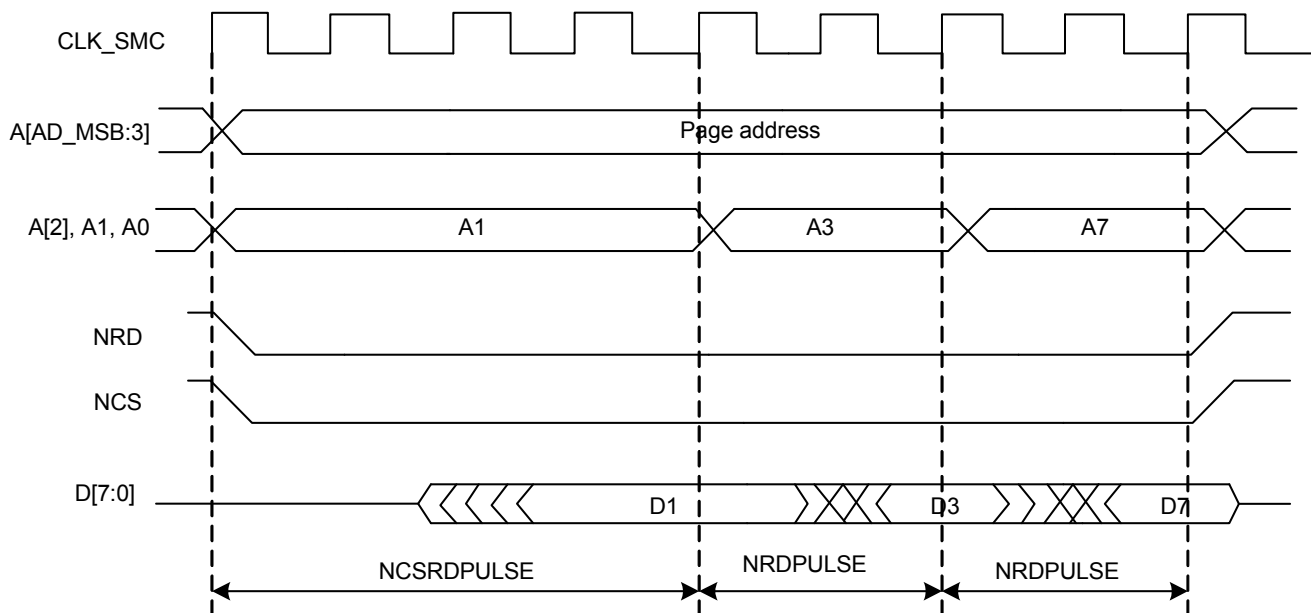 CLK_SMC
A[AD_MSB:3]
Page address
A[2], A1, A0
A1
A3
A7
NRD
NCS
D[7:0]
D1
D3
D7
NCSRDPULSE
NRDPULSE
NRDPULSE